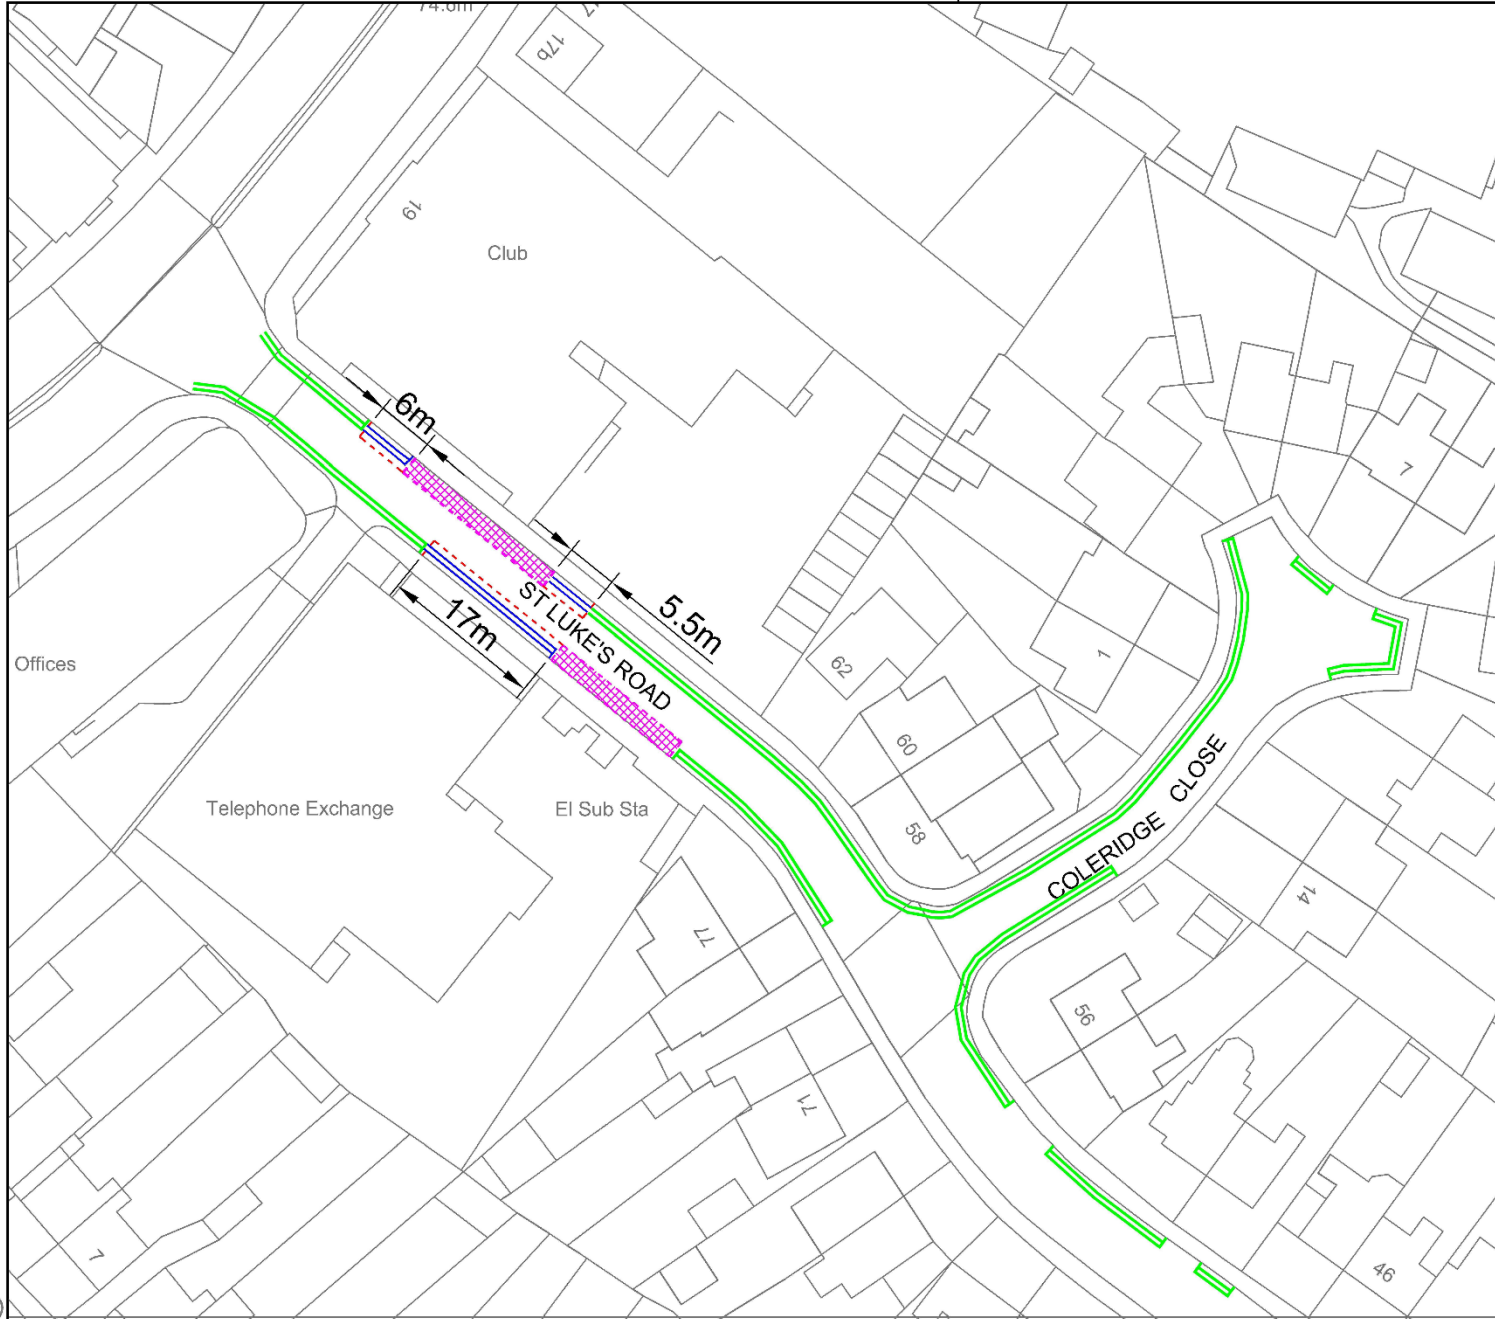 74.8m
17b
19
Club
6m
5.5m
17m
ST LUKE'S ROAD
Offices
62
1
7
60
58
Telephone Exchange
El Sub Sta
COLERIDGE CLOSE
14
77
56
71
7
46